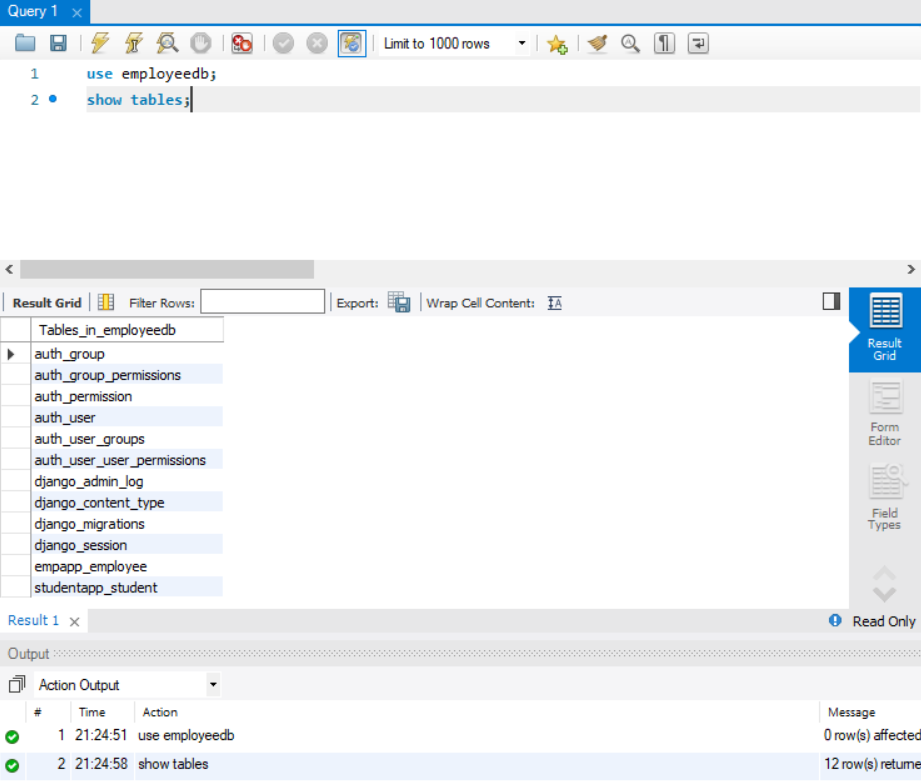 Query 1
Limit to 1000 rows
1 use employeedb;
2 show tables;
Result Grid Filter Rows: Export: Wrap Cell Content:
Tables_in_employeedb
auth_group
auth_group_permissions
auth_permission
auth_user
auth_user_groups
auth_user_user_permissions
django_admin_log
django_content_type
django_migrations
django_session
empapp_employee
studentapp_student
Result
Grid
Form
Editor
Field
Types
Result 1 Read Only
Output
Action Output
# Time Action Message
1 21:24:51 use employeedb 0 row(s) affected
2 21:24:58 show tables 12 row(s) returne